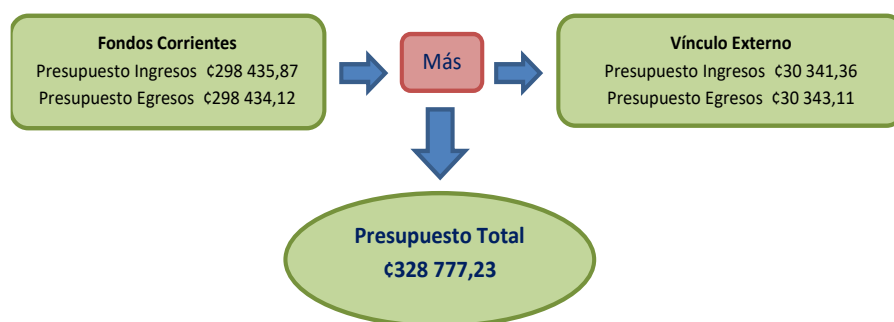 Fondos Corrientes
Presupuesto Ingresos ¢298 435,87
Presupuesto Egresos ¢298 434,12
Más
Vínculo Externo
Presupuesto Ingresos ¢30 341,36
Presupuesto Egresos ¢30 343,11
Presupuesto Total
¢328 777,23